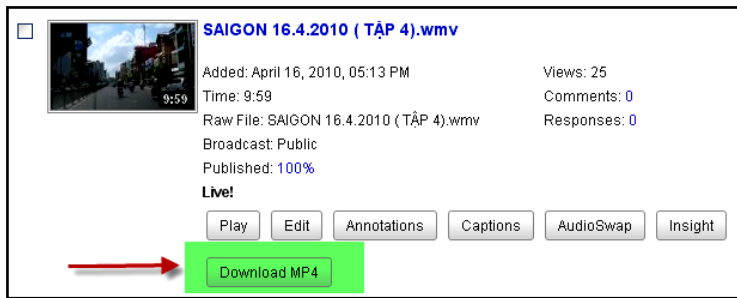 SAIGON 16.4.2010 ( TẬP 4).wmv
9:59
Added: April 16, 2010, 05:13 PM
Views: 25
Time: 9:59
Comments: 0
Raw File: SAIGON 16.4.2010 ( TẬP 4).wmv
Responses: 0
Broadcast: Public
Published: 100%
Live!
Play Edit Annotations Captions AudioSwap Insight
Download MP4